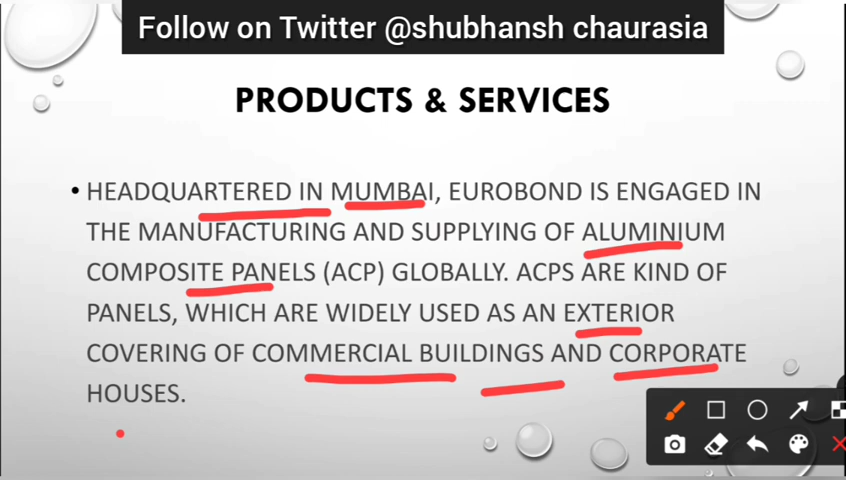 Follow on Twitter @shubhansh chaurasia
PRODUCTS & SERVICES
• HEADQUARTERED IN MUMBAI, EUROBOND IS ENGAGED IN
THE MANUFACTURING AND SUPPLYING OF ALUMINIUM
COMPOSITE PANELS (ACP) GLOBALLY. ACPS ARE KIND OF
PANELS, WHICH ARE WIDELY USED AS AN EXTERIOR
COVERING OF COMMERCIAL BUILDINGS AND CORPORATE
HOUSES.